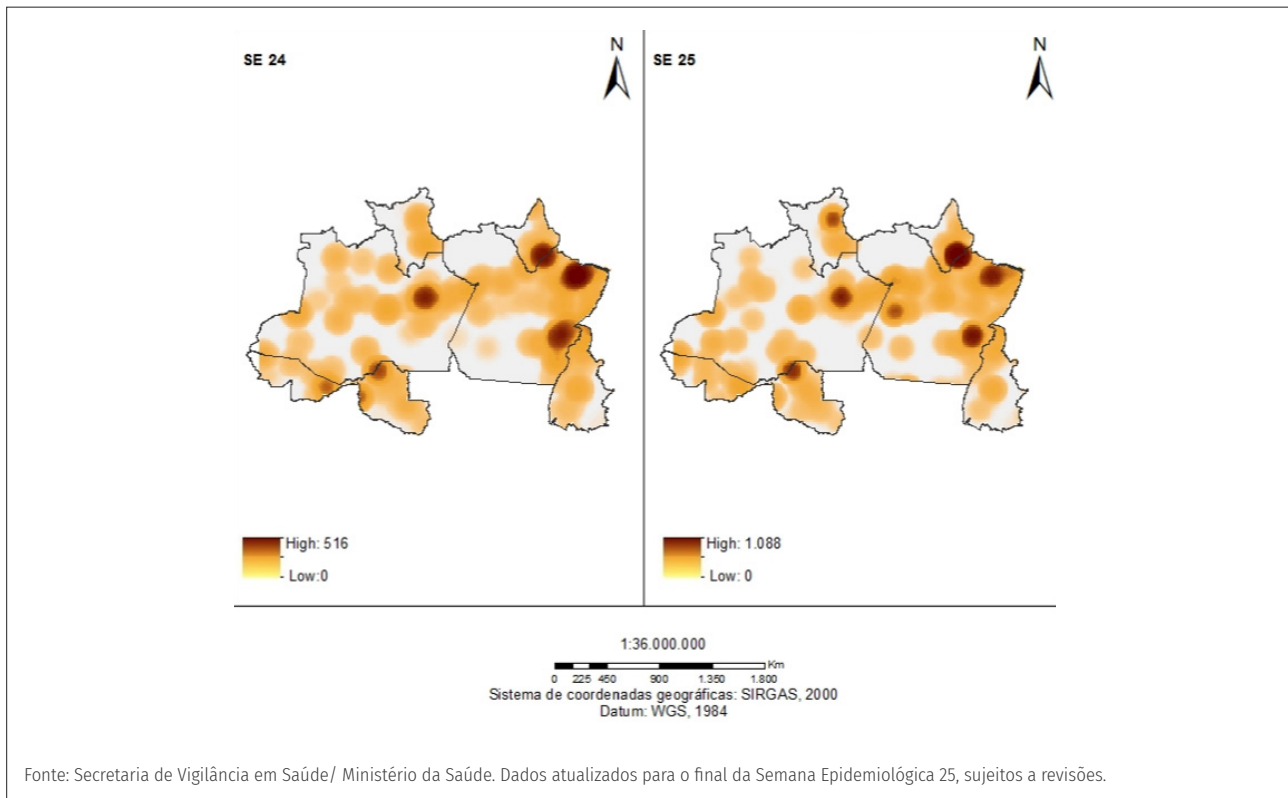 SE 24
N
SE 25
N
High: 516
Low:0
High: 1.088
Low: 0
1:36.000.000
Km
0 225 450 900 1.350 1.800
Sistema de coordenadas geográficas: SIRGAS, 2000
Datum: WGS, 1984
Fonte: Secretaria de Vigilância em Saúde/ Ministério da Saúde. Dados atualizados para o final da Semana Epidemiológica 25, sujeitos a revisões.